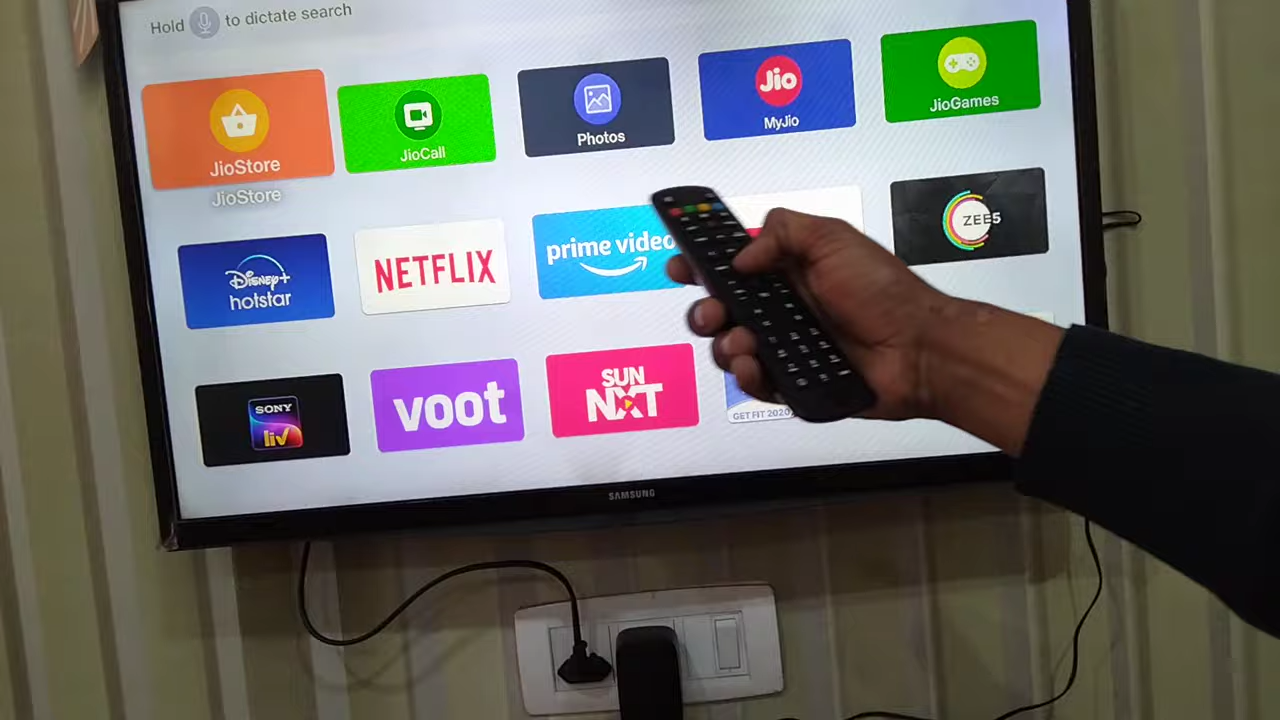 Hold to dictate search
JioStore
JioStore
JioCall
Photos
Jio
MyJio
JioGames
Disney+
hotstar
NETFLIX
prime video
ZEE5
SONY
liv
voot
SUN
NXT
GET FIT 2020
SAMSUNG